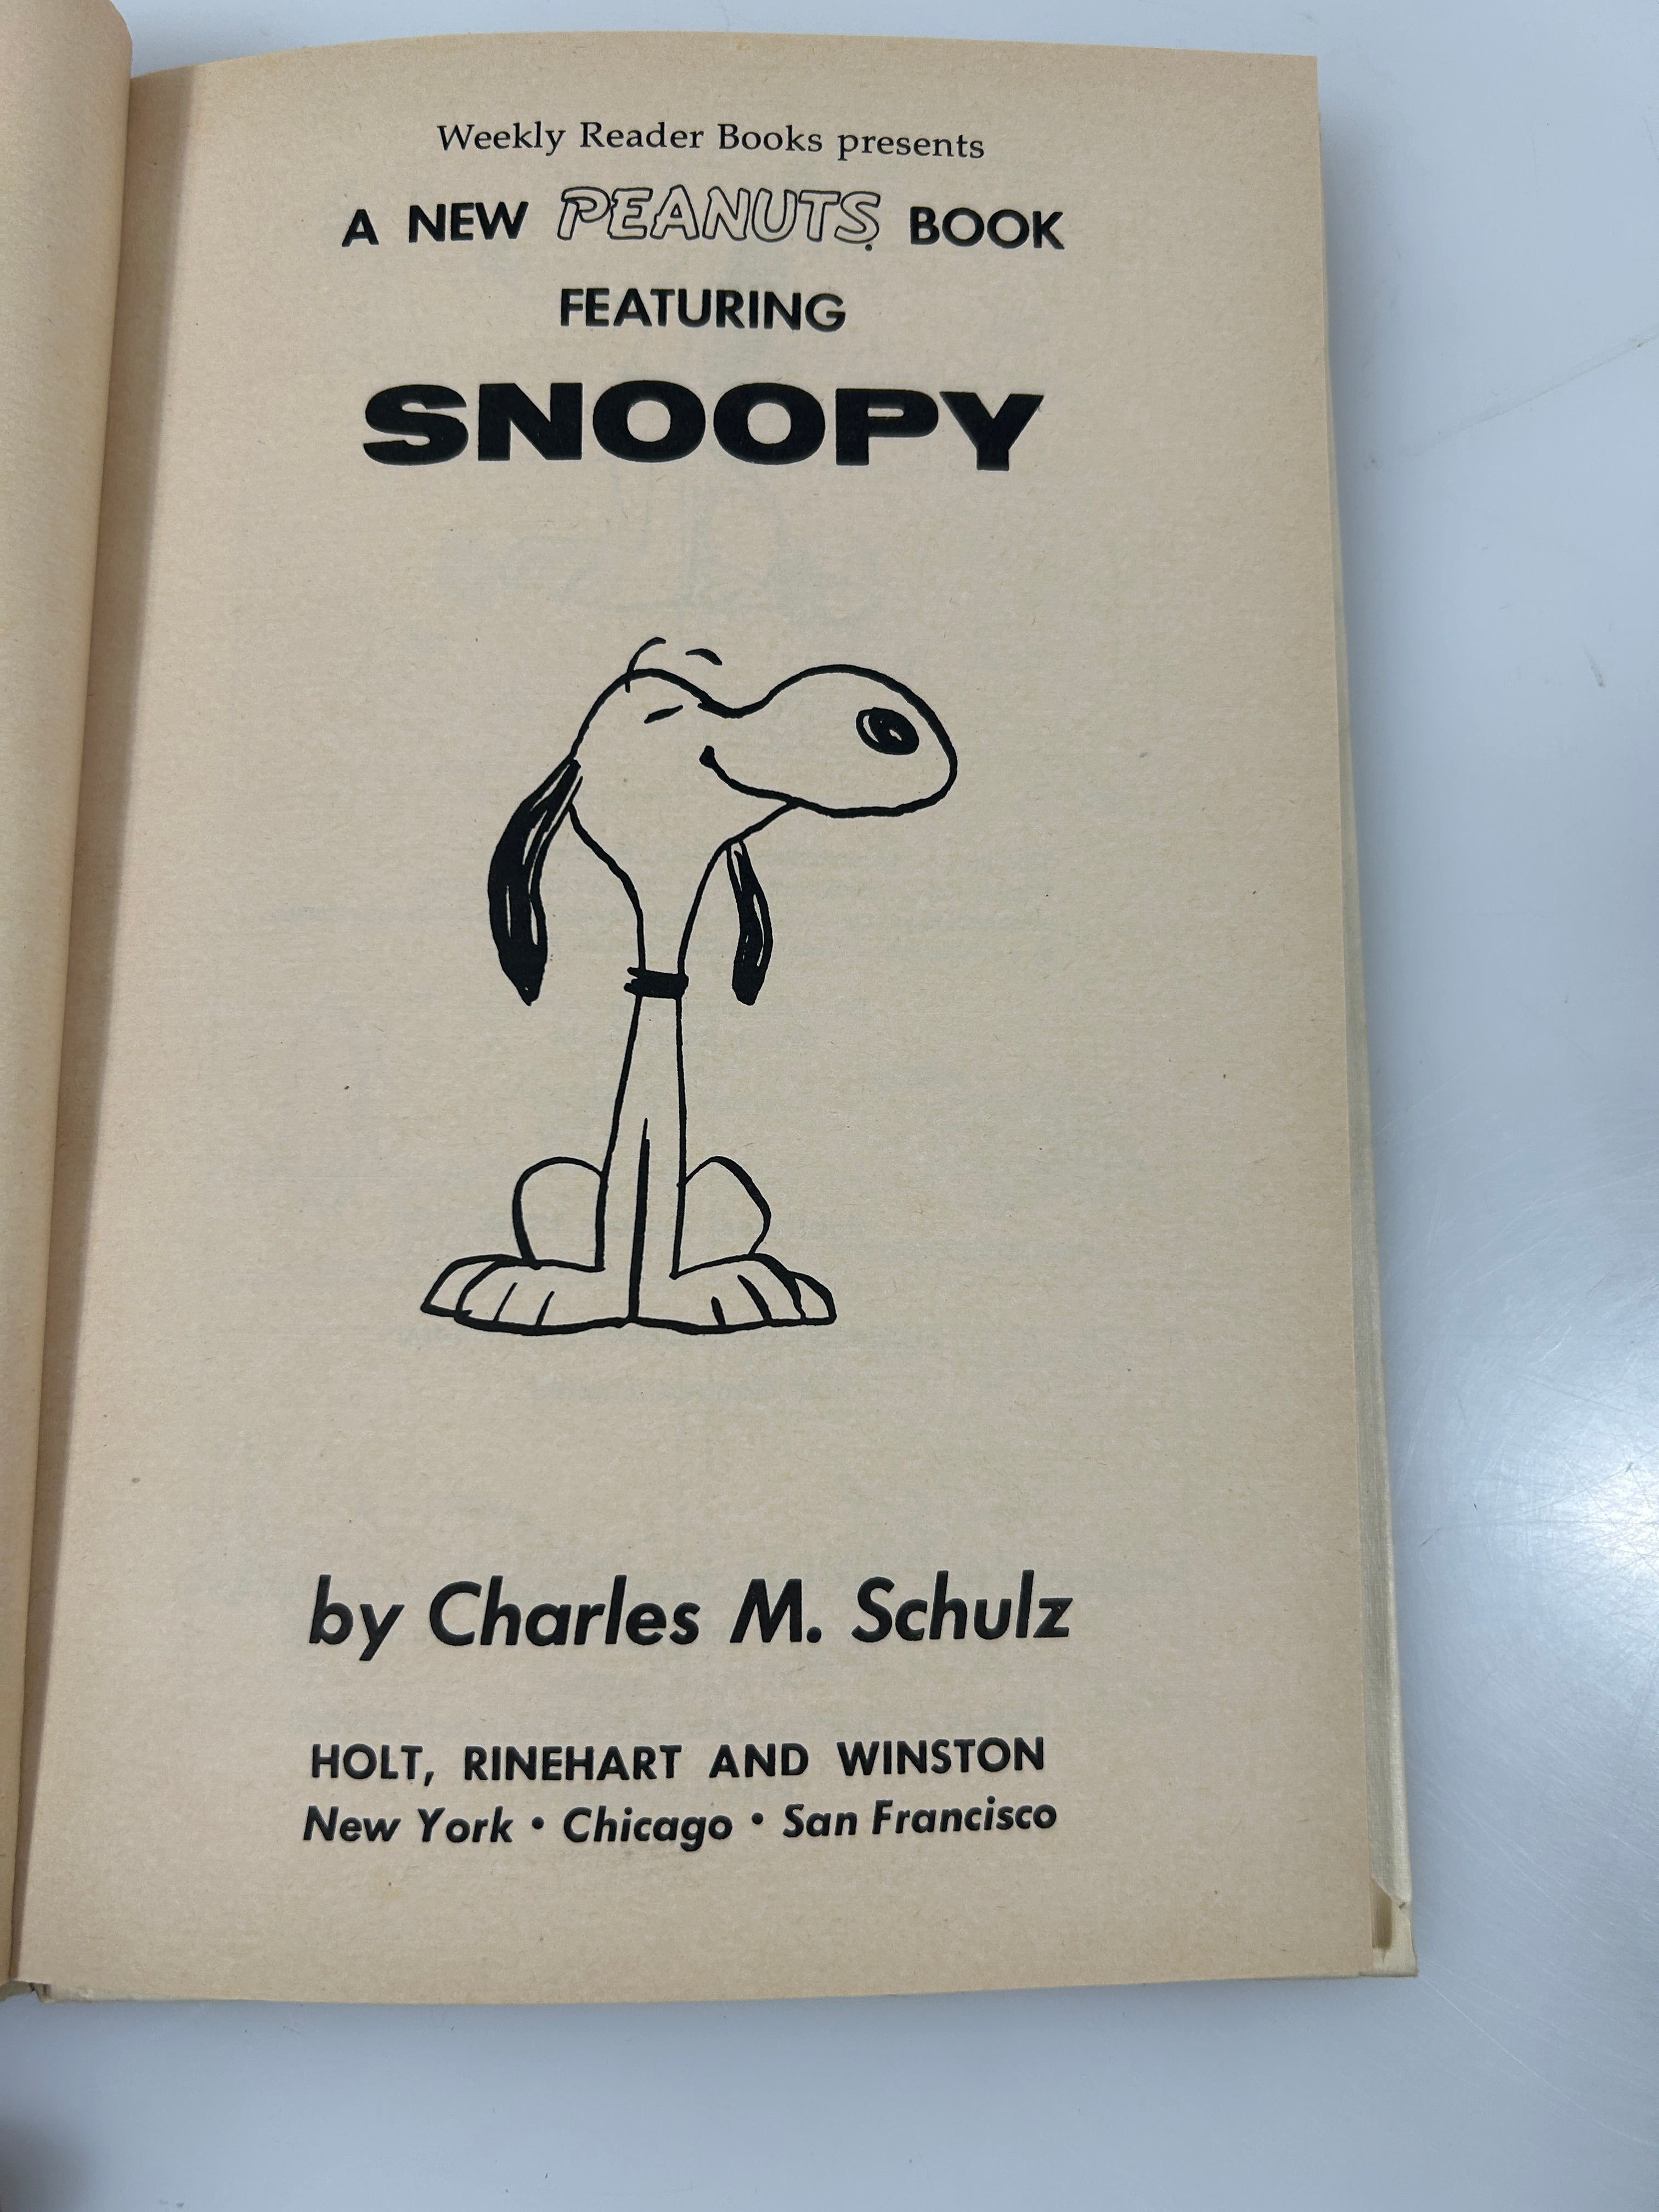 Weekly Reader Books presents
A NEW PEANUTS BOOK
FEATURING
SNOOPY
by Charles M. Schulz
HOLT, RINEHART AND WINSTON
New York • Chicago • San Francisco